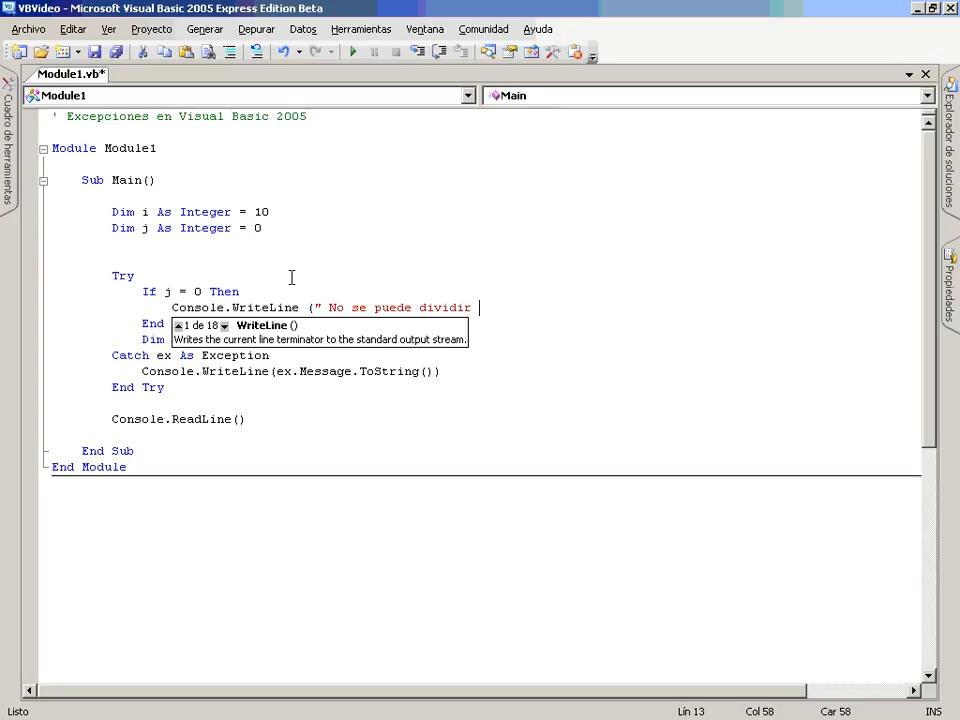 VBVideo - Microsoft Visual Basic 2005 Express Edition Beta
Archivo Editar Ver Proyecto Generar Depurar Datos Herramientas Ventana Comunidad Ayuda
Module1.vb*
Module1 Main
Cuadro de herramientas
Explorador de soluciones
Propiedades
' Excepciones en Visual Basic 2005
Module Module1
Sub Main()
Dim i As Integer = 10
Dim j As Integer = 0
Try
If j = 0 Then
Console.WriteLine (" No se puede dividir
End
1 de 18 WriteLine ()
Dim
Writes the current line terminator to the standard output stream.
Catch ex As Exception
Console.WriteLine(ex.Message.ToString())
End Try
Console.ReadLine()
End Sub
End Module
Listo Lín 13 Col 58 Car 58 INS